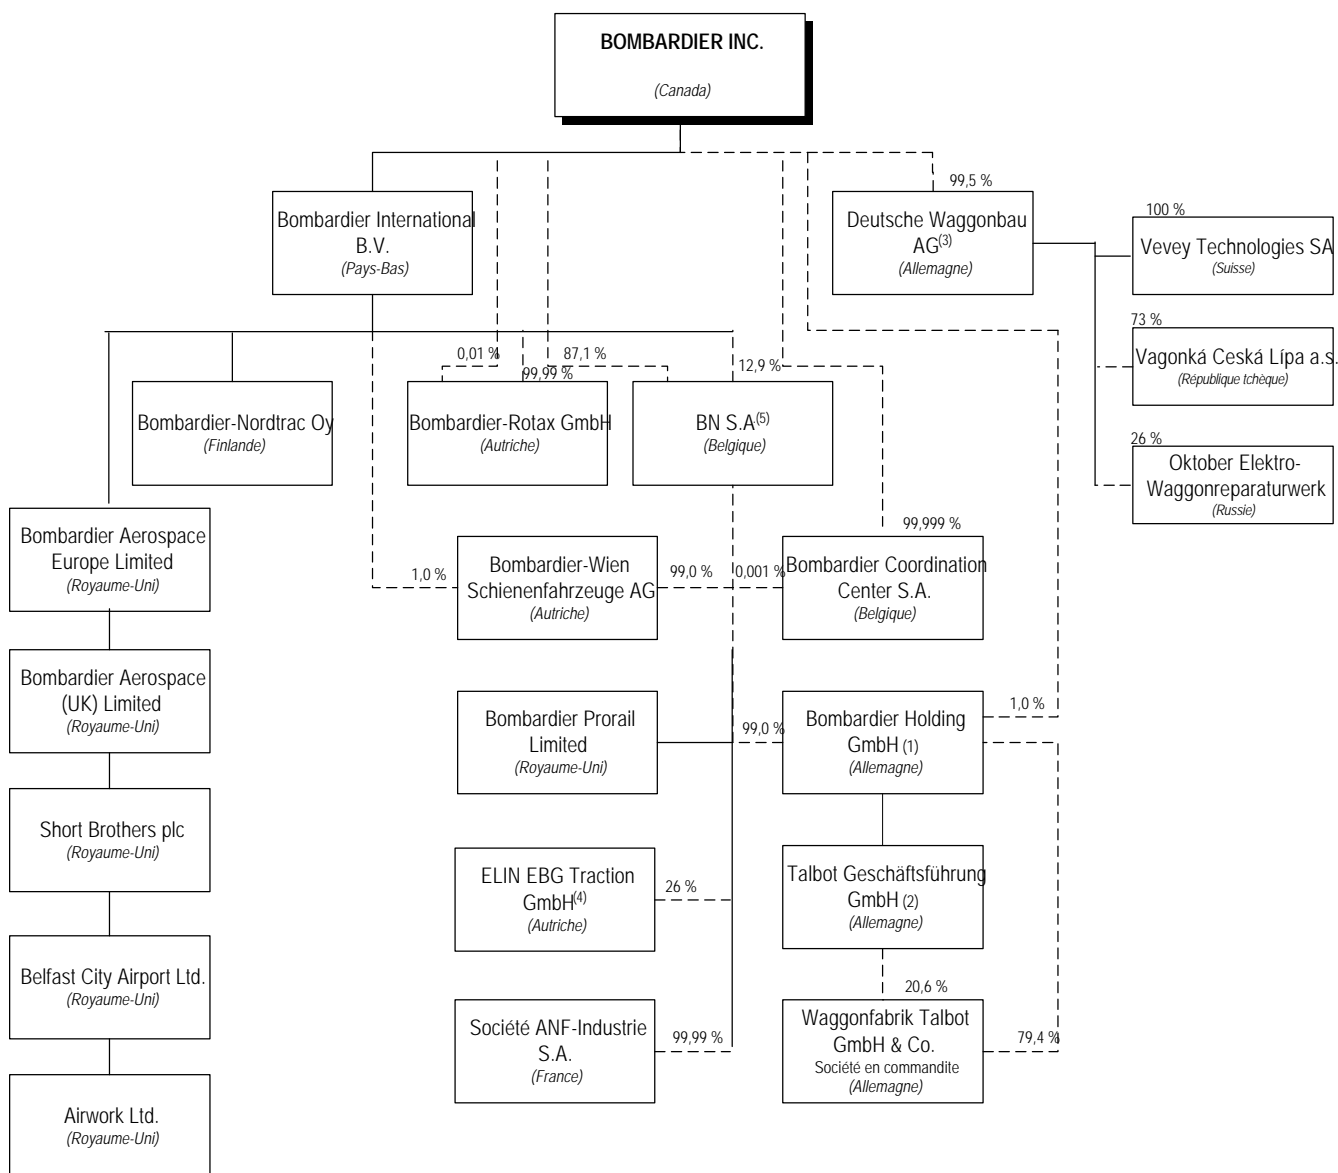 BOMBARDIER INC.
(Canada)
99,5 %
Bombardier International
B.V.
(Pays-Bas)
Deutsche Waggonbau
AG(3)
(Allemagne)
100 %
Vevey Technologies SA
(Suisse)
73 %
Vagonká Ceská Lípa a.s.
(République tchèque)
26 %
Oktober Elektro-
Waggonreparaturwerk
(Russie)
0,01 %
99,99 %
87,1 %
12,9 %
Bombardier-Nordtrac Oy
(Finlande)
Bombardier-Rotax GmbH
(Autriche)
BN S.A.(5)
(Belgique)
Bombardier Aerospace
Europe Limited
(Royaume-Uni)
1,0 %
Bombardier-Wien
Schienenfahrzeuge AG
(Autriche)
99,0 %
0,001 %
99,999 %
Bombardier Coordination
Center S.A.
(Belgique)
Bombardier Aerospace
(UK) Limited
(Royaume-Uni)
Bombardier Prorail
Limited
(Royaume-Uni)
99,0 %
Bombardier Holding
GmbH (1)
(Allemagne)
1,0 %
Short Brothers plc
(Royaume-Uni)
ELIN EBG Traction
GmbH(4)
(Autriche)
26 %
Talbot Geschäftsführung
GmbH (2)
(Allemagne)
Belfast City Airport Ltd.
(Royaume-Uni)
Société ANF-Industrie
S.A.
(France)
99,99 %
20,6 %
Waggonfabrik Talbot
GmbH & Co.
Société en commandite
(Allemagne)
79,4 %
Airwork Ltd.
(Royaume-Uni)